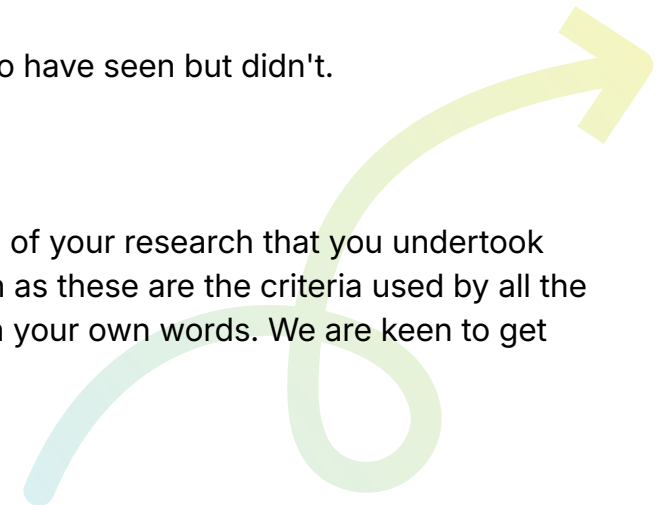 o have seen but didn't.
of your research that you undertook
as these are the criteria used by all the
your own words. We are keen to get